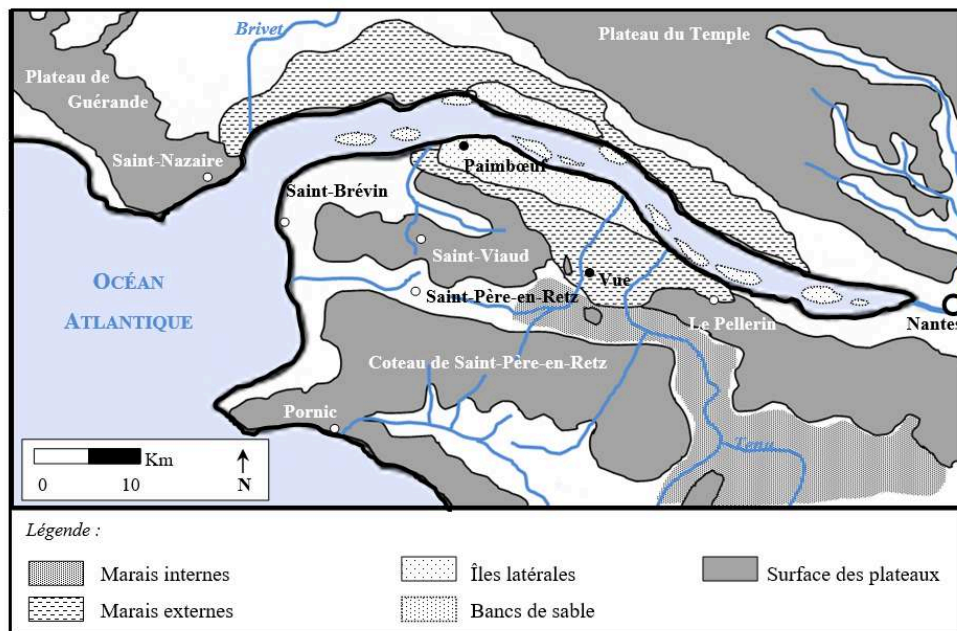 Brivet
Plateau du Temple
Plateau de
Guérande
Saint-Nazaire
Paimbœuf
Saint-Brévin
Saint-Viaud
Vue
OCÉAN
ATLANTIQUE
Saint-Père-en-Retz
Le Pellerin
Nantes
Coteau de Saint-Père-en-Retz
Pornic
Tenu
Km
0 10
N
Légende :
Marais internes
Îles latérales
Surface des plateaux
Marais externes
Bancs de sable